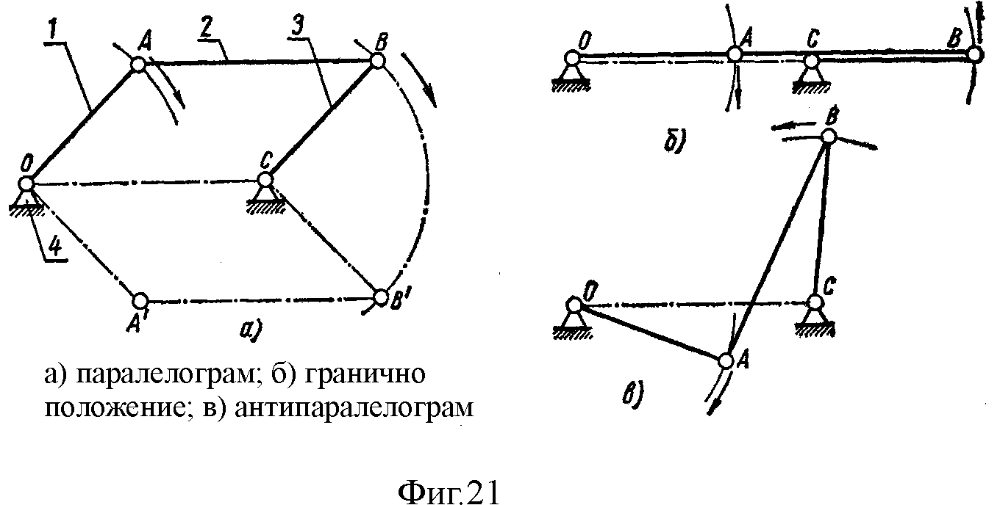 1
A
2
3
B
O
C
4
A'
B'
а)
O
A
C
B
б)
B
O
C
A
в)
а) паралелограм; б) гранично
положение; в) антипаралелограм
Фиг.21